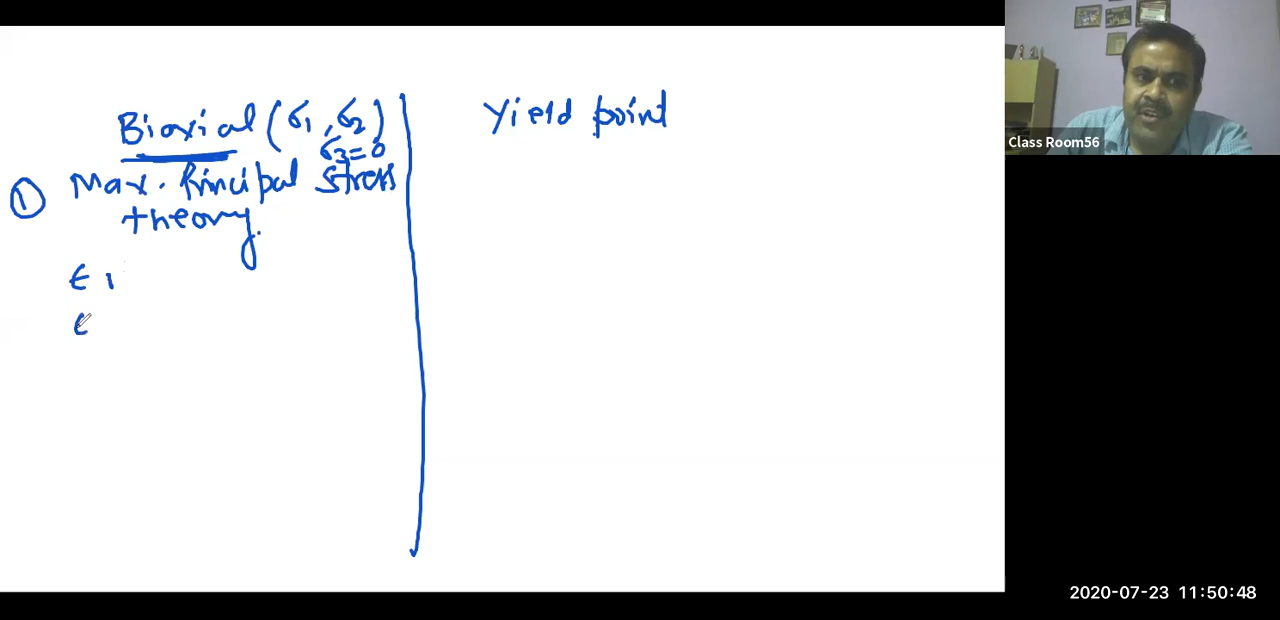 Biaxial (σ1, σ2)
σ3=0
① Max. Principal stress
theory.
ϵ1
ϵ
Yield point
Class Room56
2020-07-23 11:50:48